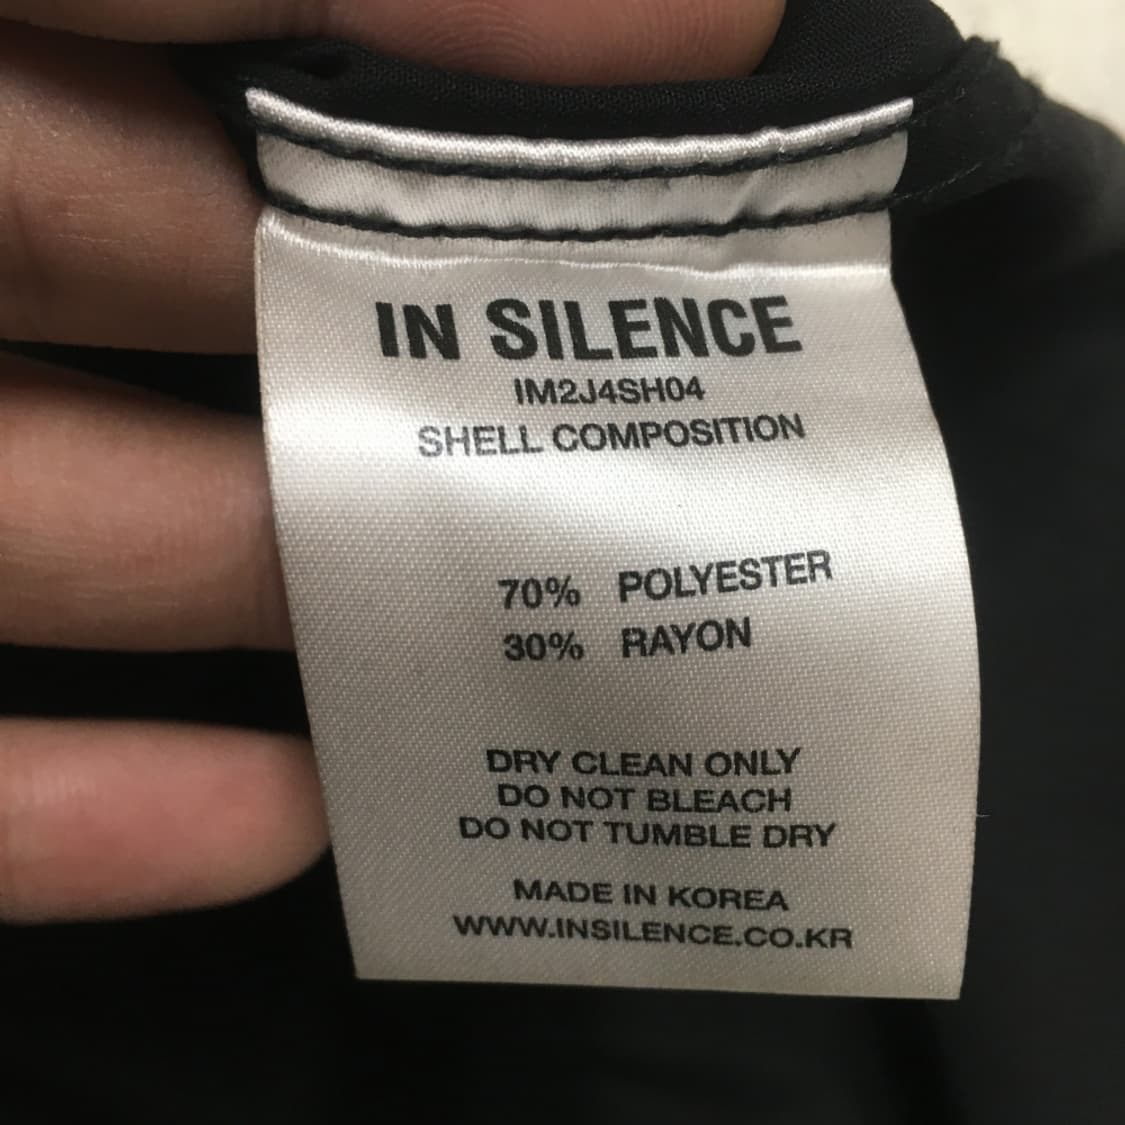 IN SILENCE
IM2J4SH04
SHELL COMPOSITION
70% POLYESTER
30% RAYON
DRY CLEAN ONLY
DO NOT BLEACH
DO NOT TUMBLE DRY
MADE IN KOREA
WWW.INSILENCE.CO.KR